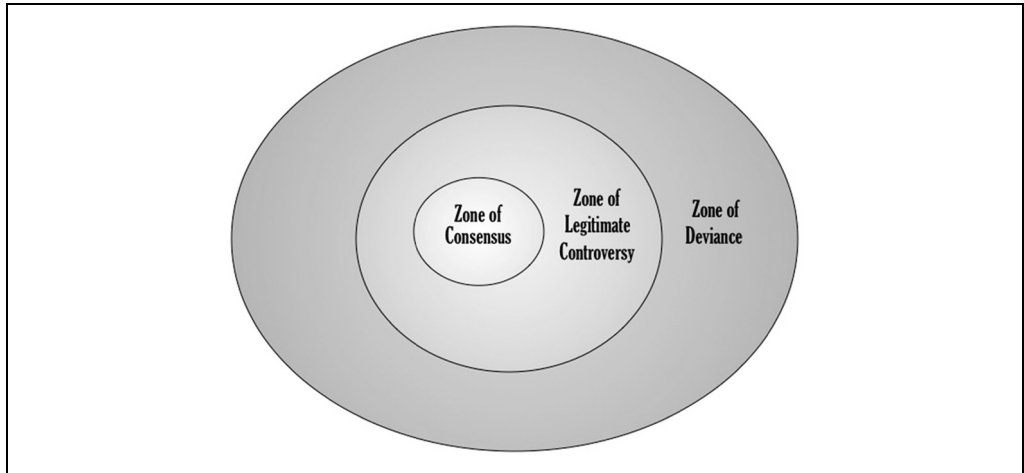 Zone of
Consensus
Zone of
Legitimate
Controversy
Zone of
Deviance